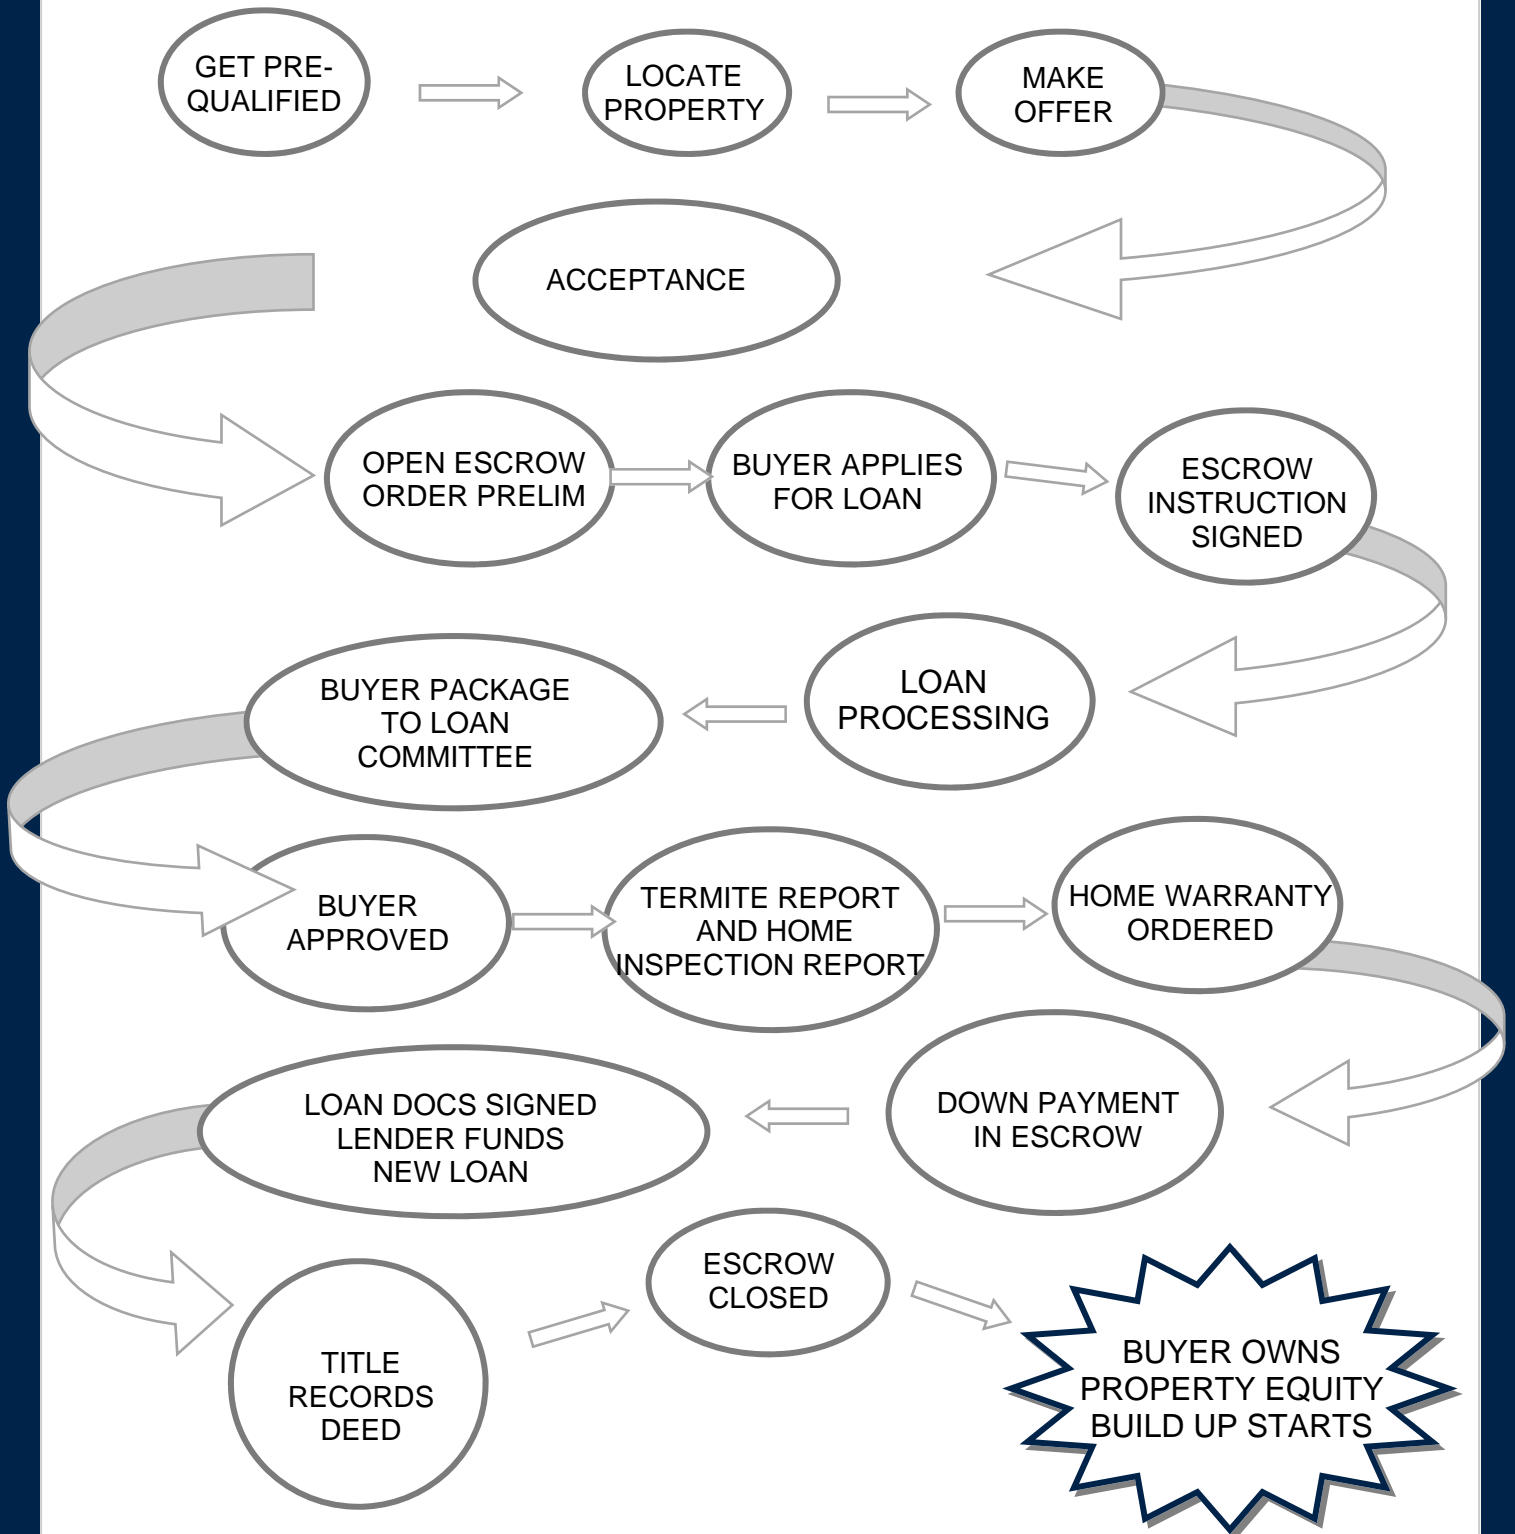 GET PRE-
QUALIFIED
LOCATE
PROPERTY
MAKE
OFFER
ACCEPTANCE
OPEN ESCROW
ORDER PRELIM
BUYER APPLIES
FOR LOAN
ESCROW
INSTRUCTION
SIGNED
LOAN
PROCESSING
BUYER PACKAGE
TO LOAN
COMMITTEE
BUYER
APPROVED
TERMITE REPORT
AND HOME
INSPECTION REPORT
HOME WARRANTY
ORDERED
DOWN PAYMENT
IN ESCROW
LOAN DOCS SIGNED
LENDER FUNDS
NEW LOAN
TITLE
RECORDS
DEED
ESCROW
CLOSED
BUYER OWNS
PROPERTY EQUITY
BUILD UP STARTS